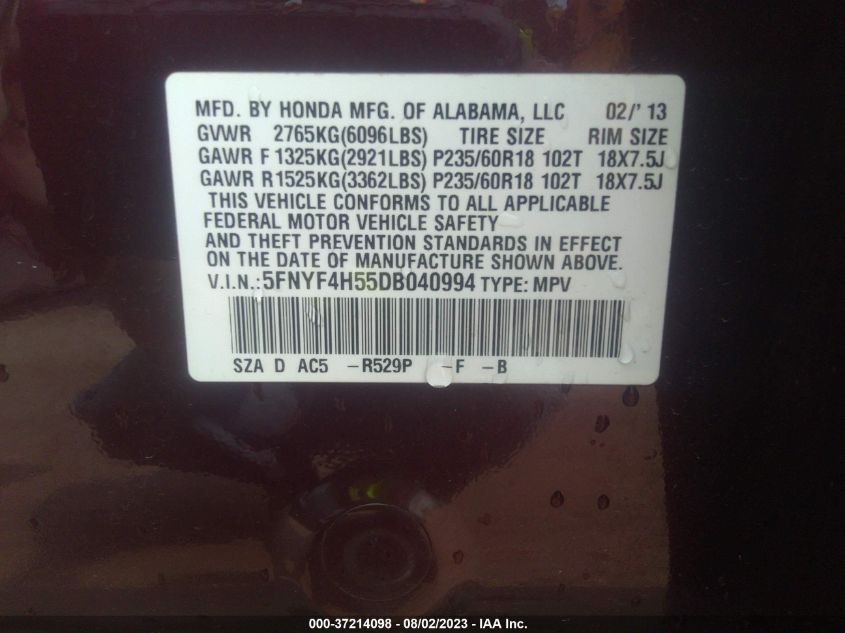 MFD. BY HONDA MFG. OF ALABAMA, LLC 02/' 13
GVWR 2765KG(6096LBS) TIRE SIZE RIM SIZE
GAWR F 1325KG(2921LBS) P235/60R18 102T 18X7.5J
GAWR R 1525KG(3362LBS) P235/60R18 102T 18X7.5J
THIS VEHICLE CONFORMS TO ALL APPLICABLE
FEDERAL MOTOR VEHICLE SAFETY
AND THEFT PREVENTION STANDARDS IN EFFECT
ON THE DATE OF MANUFACTURE SHOWN ABOVE.
V.I.N.:5FNYF4H55DB040994 TYPE: MPV
SZA D AC5 -R529P -F -B
000-37214098 - 08/02/2023 - IAA Inc.